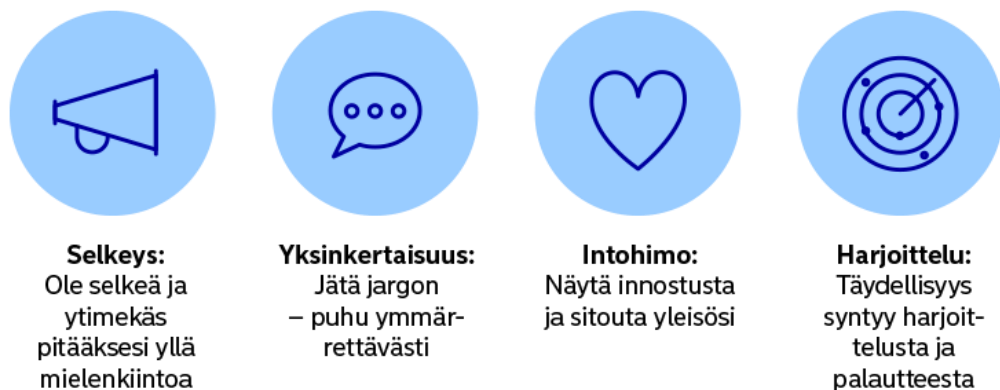 Selkeys:
Ole selkeä ja
ytimekäs
pitääksesi yllä
mielenkiintoa
Yksinkertaisuus:
Jätä jargon
– puhu ymmär-
rettävästi
Intohimo:
Näytä innostusta
ja sitouta yleisösi
Harjoittelu:
Täydellisyys
syntyy harjoit-
telusta ja
palautteesta